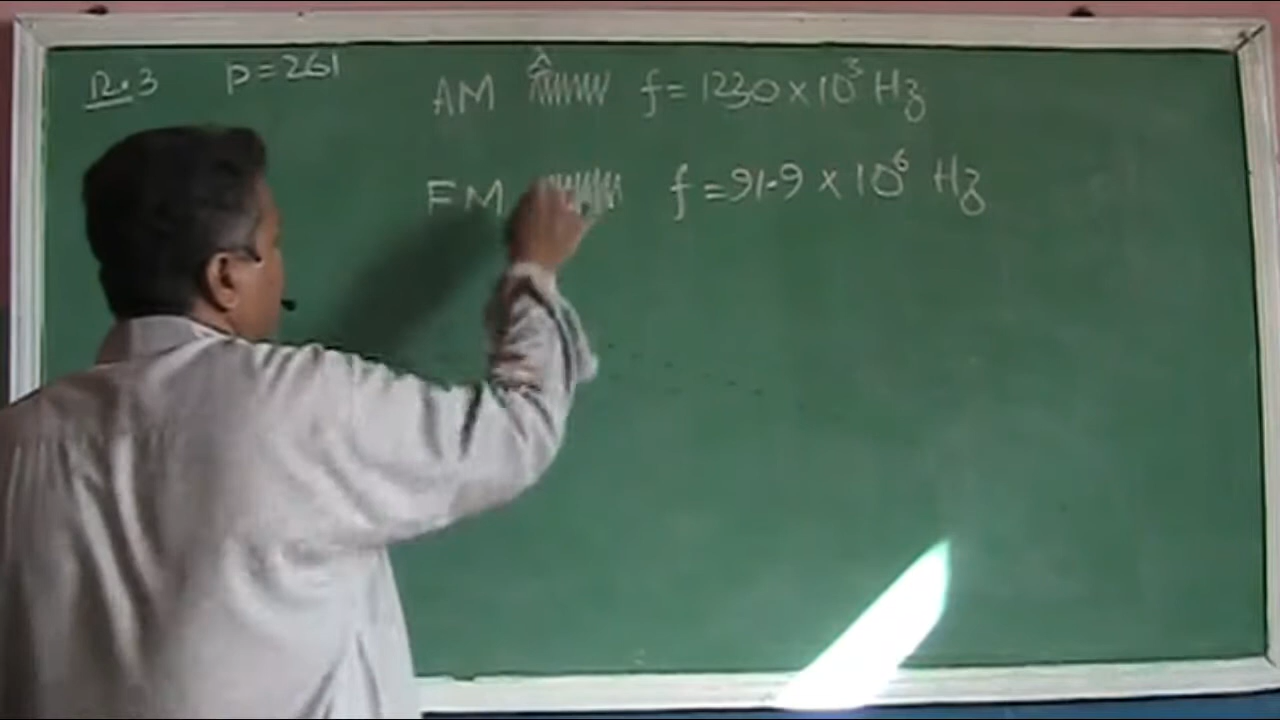 R.3 P=261
AM f = 1230 × 10³ Hz
FM f = 91.9 × 10⁶ Hz